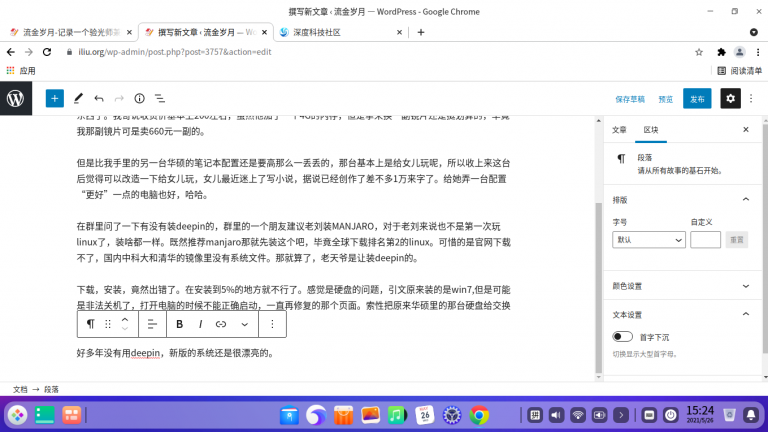 撰写新文章 ‹ 流金岁月 — WordPress - Google Chrome
流金岁月-记录一个验光师
撰写新文章 ‹ 流金岁月 — W
深度科技社区
iliu.org/wp-admin/post.php?post=3757&action=edit
应用
阅读清单
保存草稿
预览
发布
我那副镜片可是卖660元一副的。
但是比我手里的另一台华硕的笔记本配置还是要高那么一丢丢的，那台基本上是给女儿玩呢，所以收上来这台
后觉得可以改造一下给女儿玩，女儿最近迷上了写小说，据说已经创作了差不多1万来字了。给她弄一台配置
“更好”一点的电脑也好，哈哈。
在群里问了一下有没有装deepin的，群里的一个朋友建议老刘装MANJARO，对于老刘来说也不是第一次玩
linux了，装啥都一样。既然推荐manjaro那就先装这个吧，毕竟全球下载排名第2的linux。可惜的是官网下载
不了，国内中科大和清华的镜像里没有系统文件。那就算了，老天爷是让装deepin的。
下载，安装，竟然出错了。在安装到5%的地方就不行了。感觉是硬盘的问题，引文原来装的是win7,但是可能
是非法关机了，打开电脑的时候不能正确启动，一直再修复的那个页面。索性把原来华硕里的那台硬盘给交换
B
I
好多年没有用deepin，新版的系统还是很漂亮的。
文章
区块
段落
请从所有故事的基石开始。
排版
字号
自定义
默认
重置
颜色设置
文本设置
首字下沉
切换显示大型首字母。
文档 → 段落
26
15:24
2021/5/26